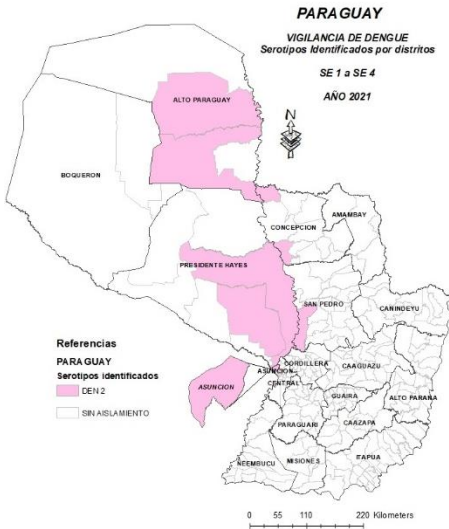 PARAGUAY
VIGILANCIA DE DENGUE
Serotipos Identificados por distritos
SE 1 a SE 4
AÑO 2021
N
ALTO PARAGUAY
BOQUERON
CONCEPCION
AMAMBAY
PRESIDENTE HAYES
SAN PEDRO
CANINDEYU
Referencias
PARAGUAY
Serotipos identificados
DEN 2
SIN AISLAMIENTO
ASUNCION
ASUNCION
CORDILLERA
CENTRAL
CAAGUAZU
GUAIRA
ALTO PARANA
PARAGUARI
CAAZAPA
ÑEEMBUCU
MISIONES
ITAPUA
0 55 110 220 Kilometers